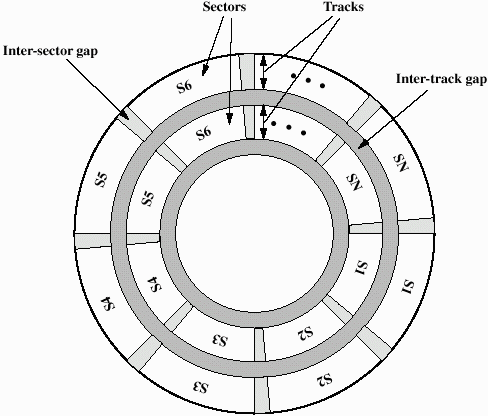 Sectors
Tracks
Inter-sector gap
Inter-track gap
S6
• • •
S6
• • •
S5
S5
SN
SN
S4
S4
S1
S1
S3
S2
S3
S2